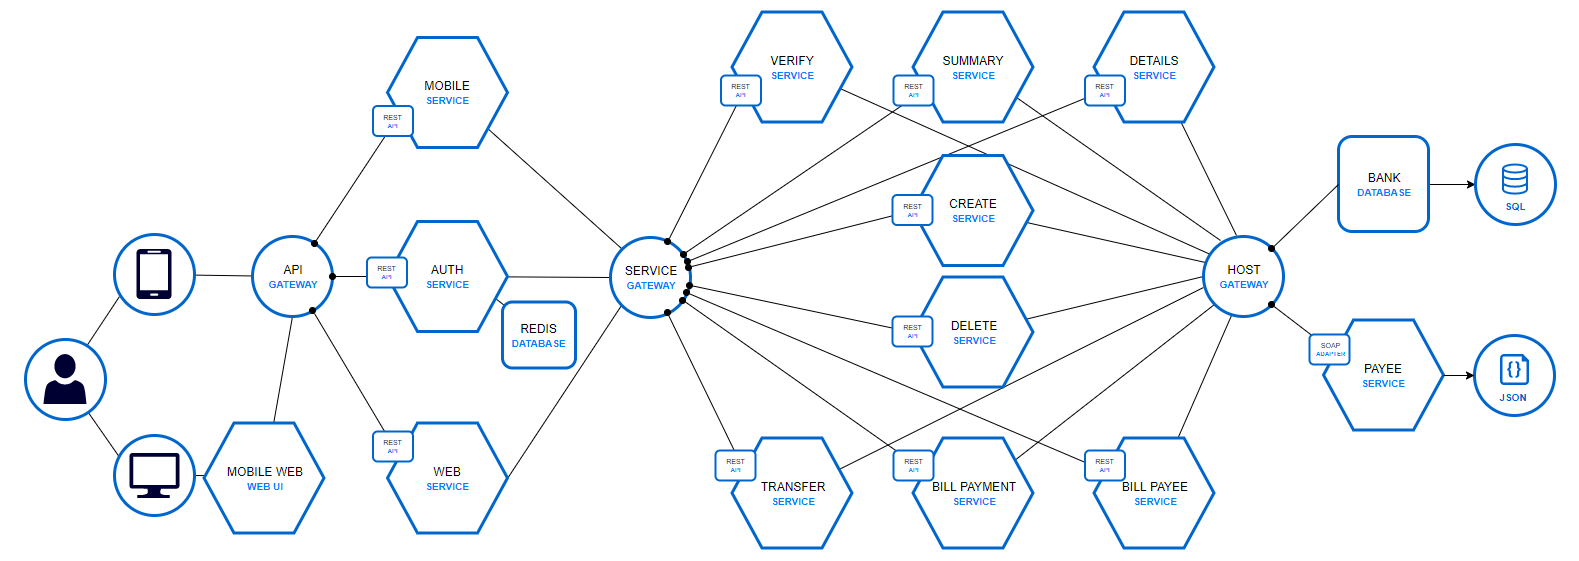 VERIFY
SERVICE
REST
API
SUMMARY
SERVICE
REST
API
DETAILS
SERVICE
REST
API
MOBILE
SERVICE
REST
API
CREATE
SERVICE
REST
API
BANK
DATABASE
SQL
API
GATEWAY
REST
API
AUTH
SERVICE
REDIS
DATABASE
SERVICE
GATEWAY
HOST
GATEWAY
DELETE
SERVICE
REST
API
SOAP
ADAPTER
PAYEE
SERVICE
JSON
MOBILE WEB
WEB UI
REST
API
WEB
SERVICE
REST
API
TRANSFER
SERVICE
REST
API
BILL PAYMENT
SERVICE
REST
API
BILL PAYEE
SERVICE